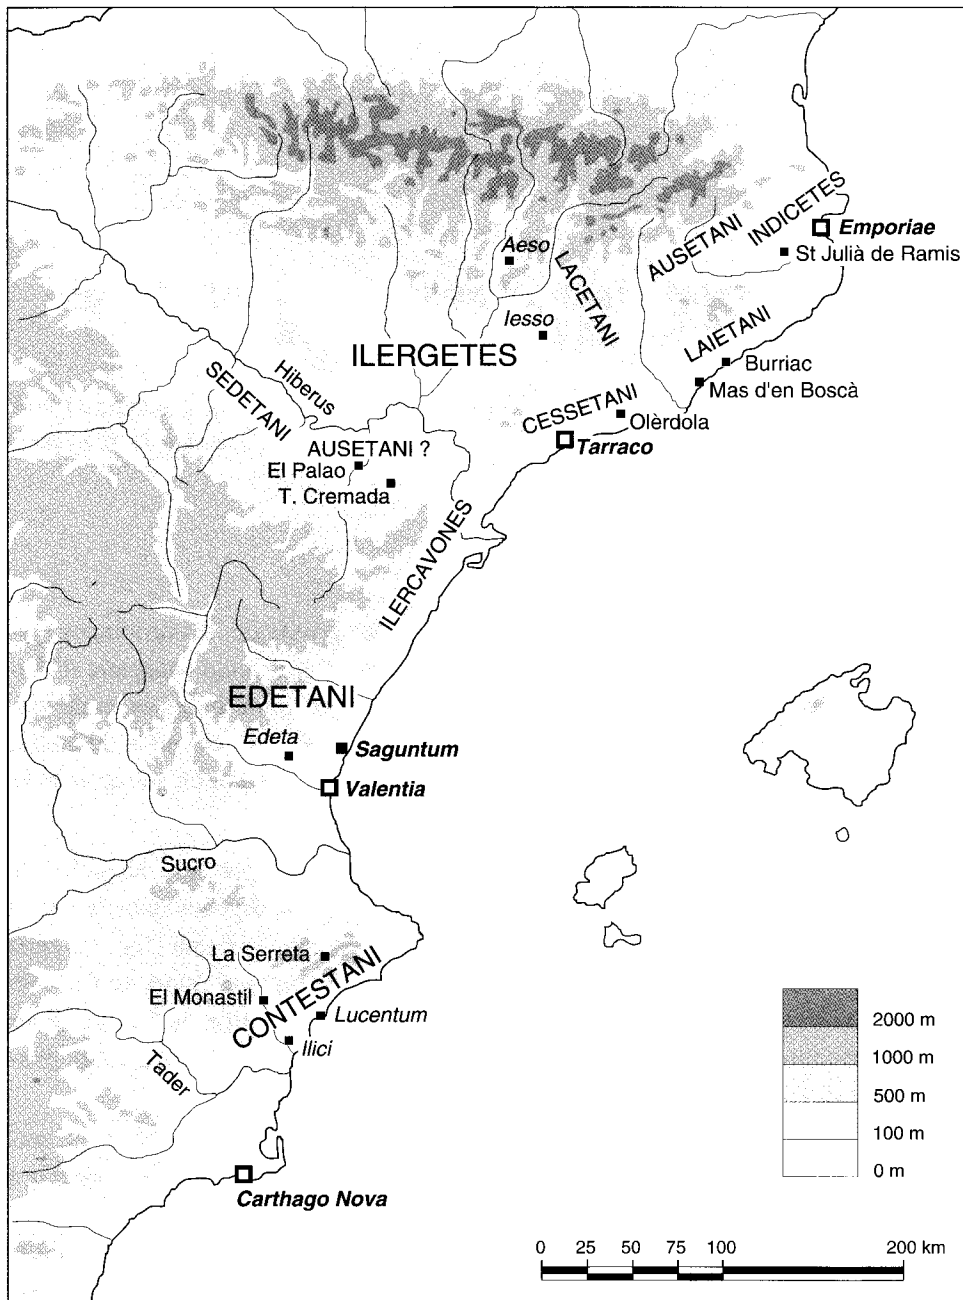 INDICETES
AUSETANI
Emporiae
St Julià de Ramis
Aeso
LACETANI
Iesso
LAIETANI
ILERGETES
Burriac
Mas d'en Boscà
Hiberus
SEDETANI
CESSETANI
Olèrdola
Tarraco
AUSETANI ?
El Palao
T. Cremada
ILERCAVONES
EDETANI
Edeta
Saguntum
Valentia
Sucro
La Serreta
CONTESTANI
El Monastil
Lucentum
Ilici
Tader
Carthago Nova
2000 m
1000 m
500 m
100 m
0 m
0 25 50 75 100 200 km